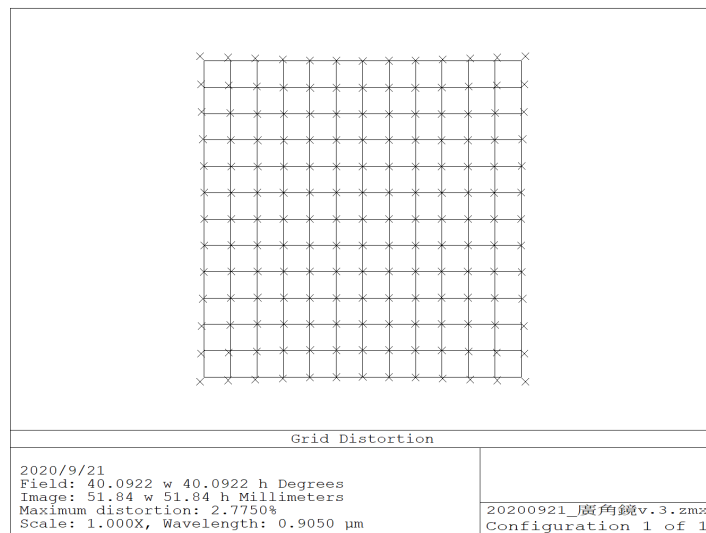 Grid Distortion
2020/9/21
Field: 40.0922 w 40.0922 h Degrees
Image: 51.84 w 51.84 h Millimeters
Maximum distortion: 2.7750%
Scale: 1.000X, Wavelength: 0.9050 µm
20200921_廣角鏡v.3.zmx
Configuration 1 of 1